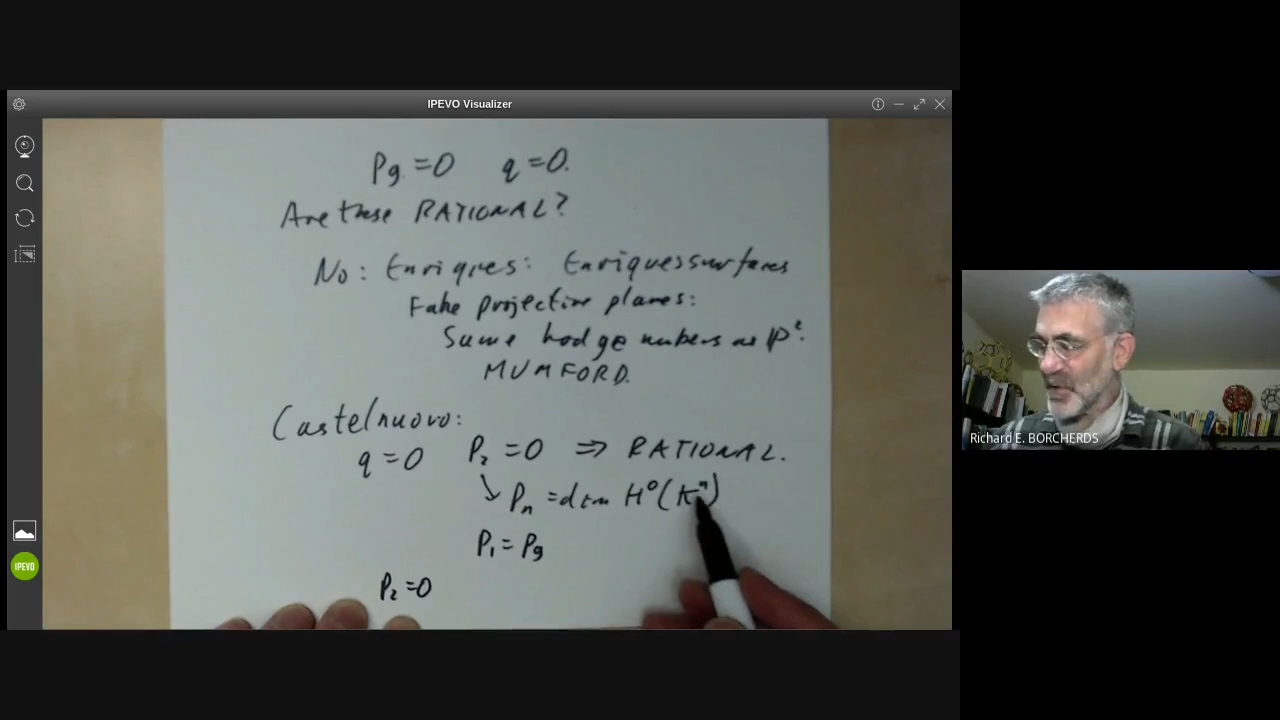 IPEVO Visualizer
Pg = 0 q = 0.
Are these RATIONAL?
No: Enriques: Enriques surfaces
Fake projective planes:
Same hodge numbers as P².
MUMFORD.
Castelnuovo:
q = 0 P₂ = 0 ⇒ RATIONAL.
↘ Pₙ = dim H⁰(Kⁿ)
P₁ = Pg
P₂ = 0
IPEVO
Richard E. BORCHERDS